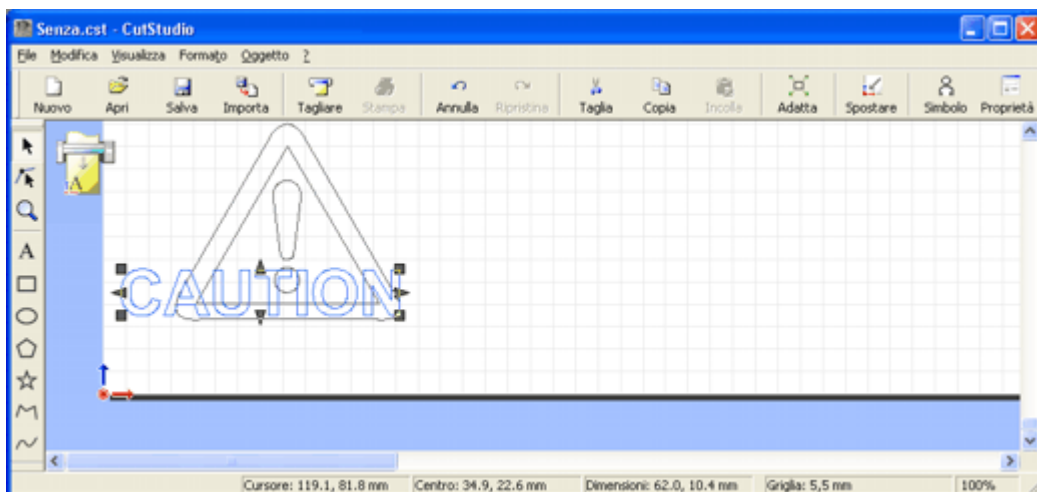 Senza.cst - CutStudio
File Modifica Visualizza Formato Oggetto ?
Nuovo Apri Salva Importa Tagliare Stampa Annulla Ripristina Taglia Copia Incolla Adatta Spostare Simbolo Proprietà
A
A
CAUTION
Cursore: 119.1, 81.8 mm Centro: 34.9, 22.6 mm Dimensioni: 62.0, 10.4 mm Griglia: 5,5 mm 100%